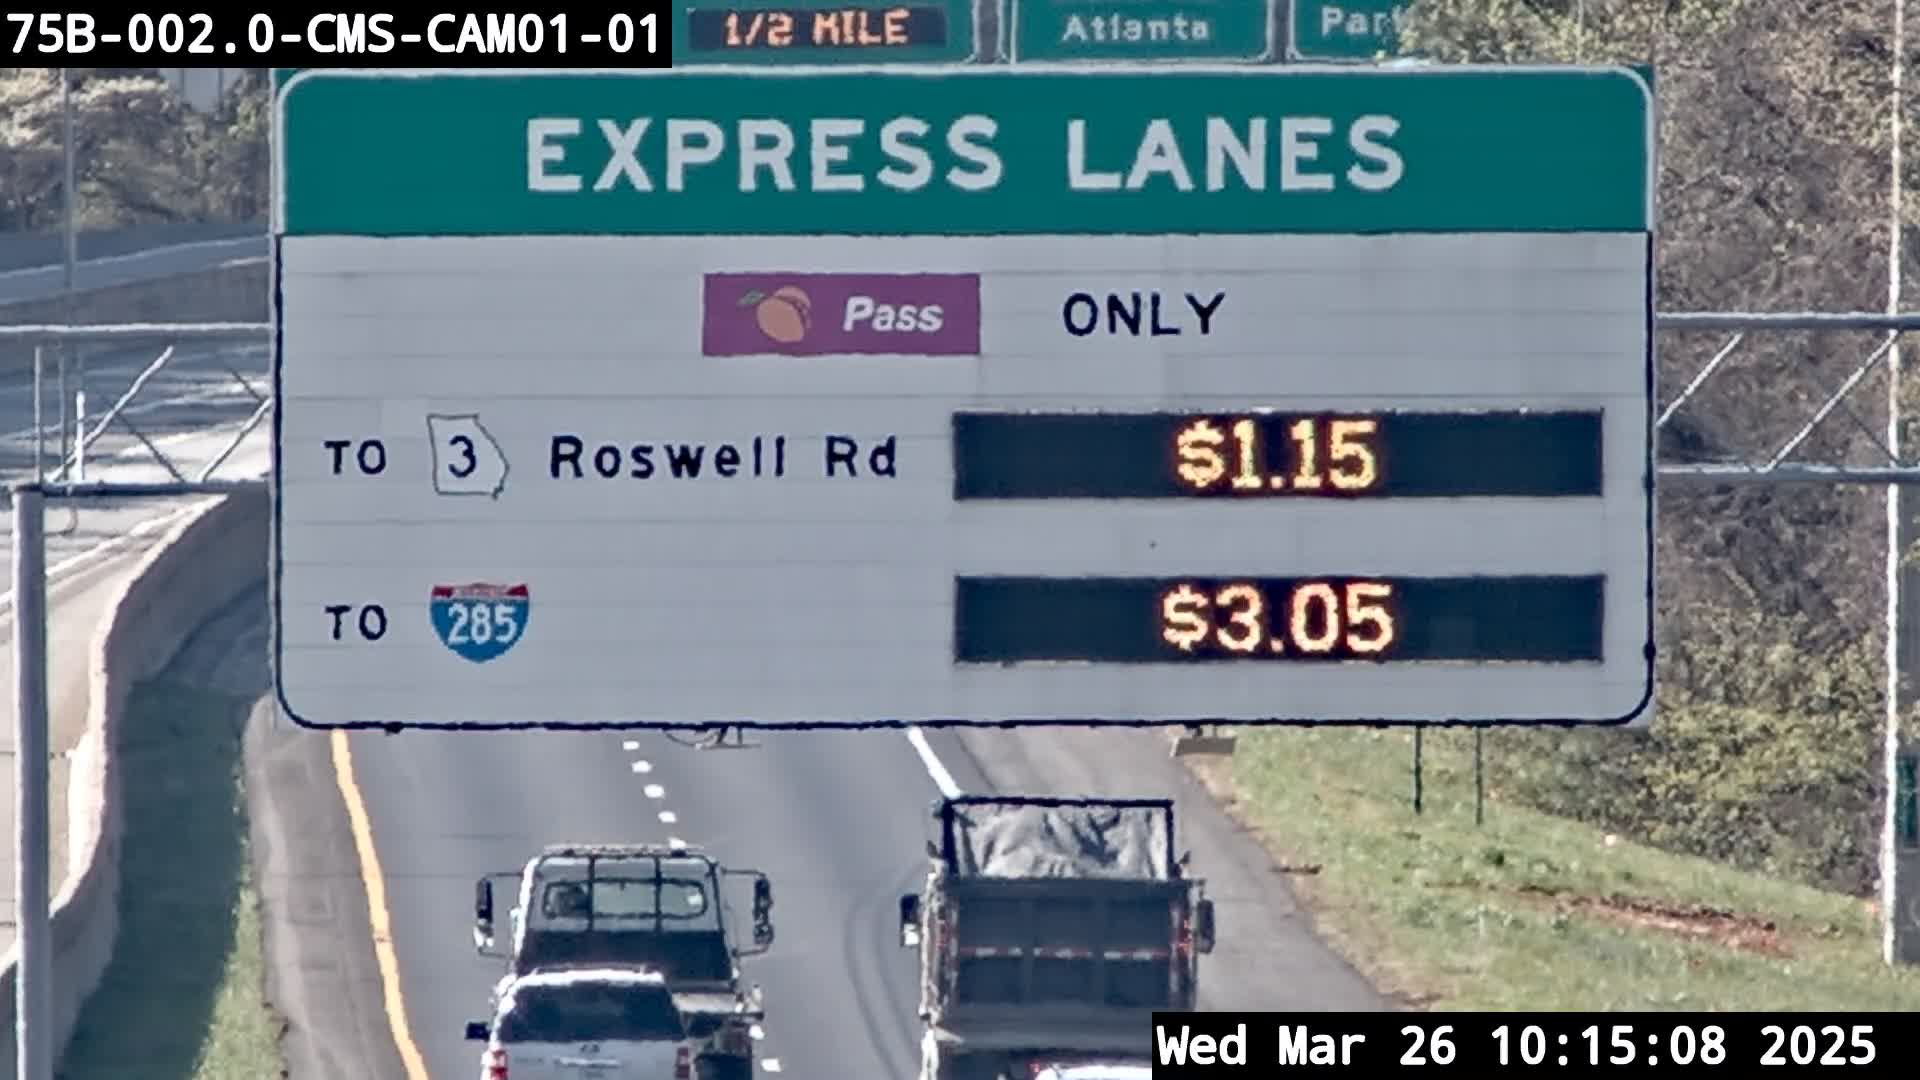 75B-002.0-CMS-CAM01-01
1/2 MILE
Atlanta
EXPRESS LANES
Pass ONLY
TO 3 Roswell Rd $1.15
TO 285 $3.05
Wed Mar 26 10:15:08 2025